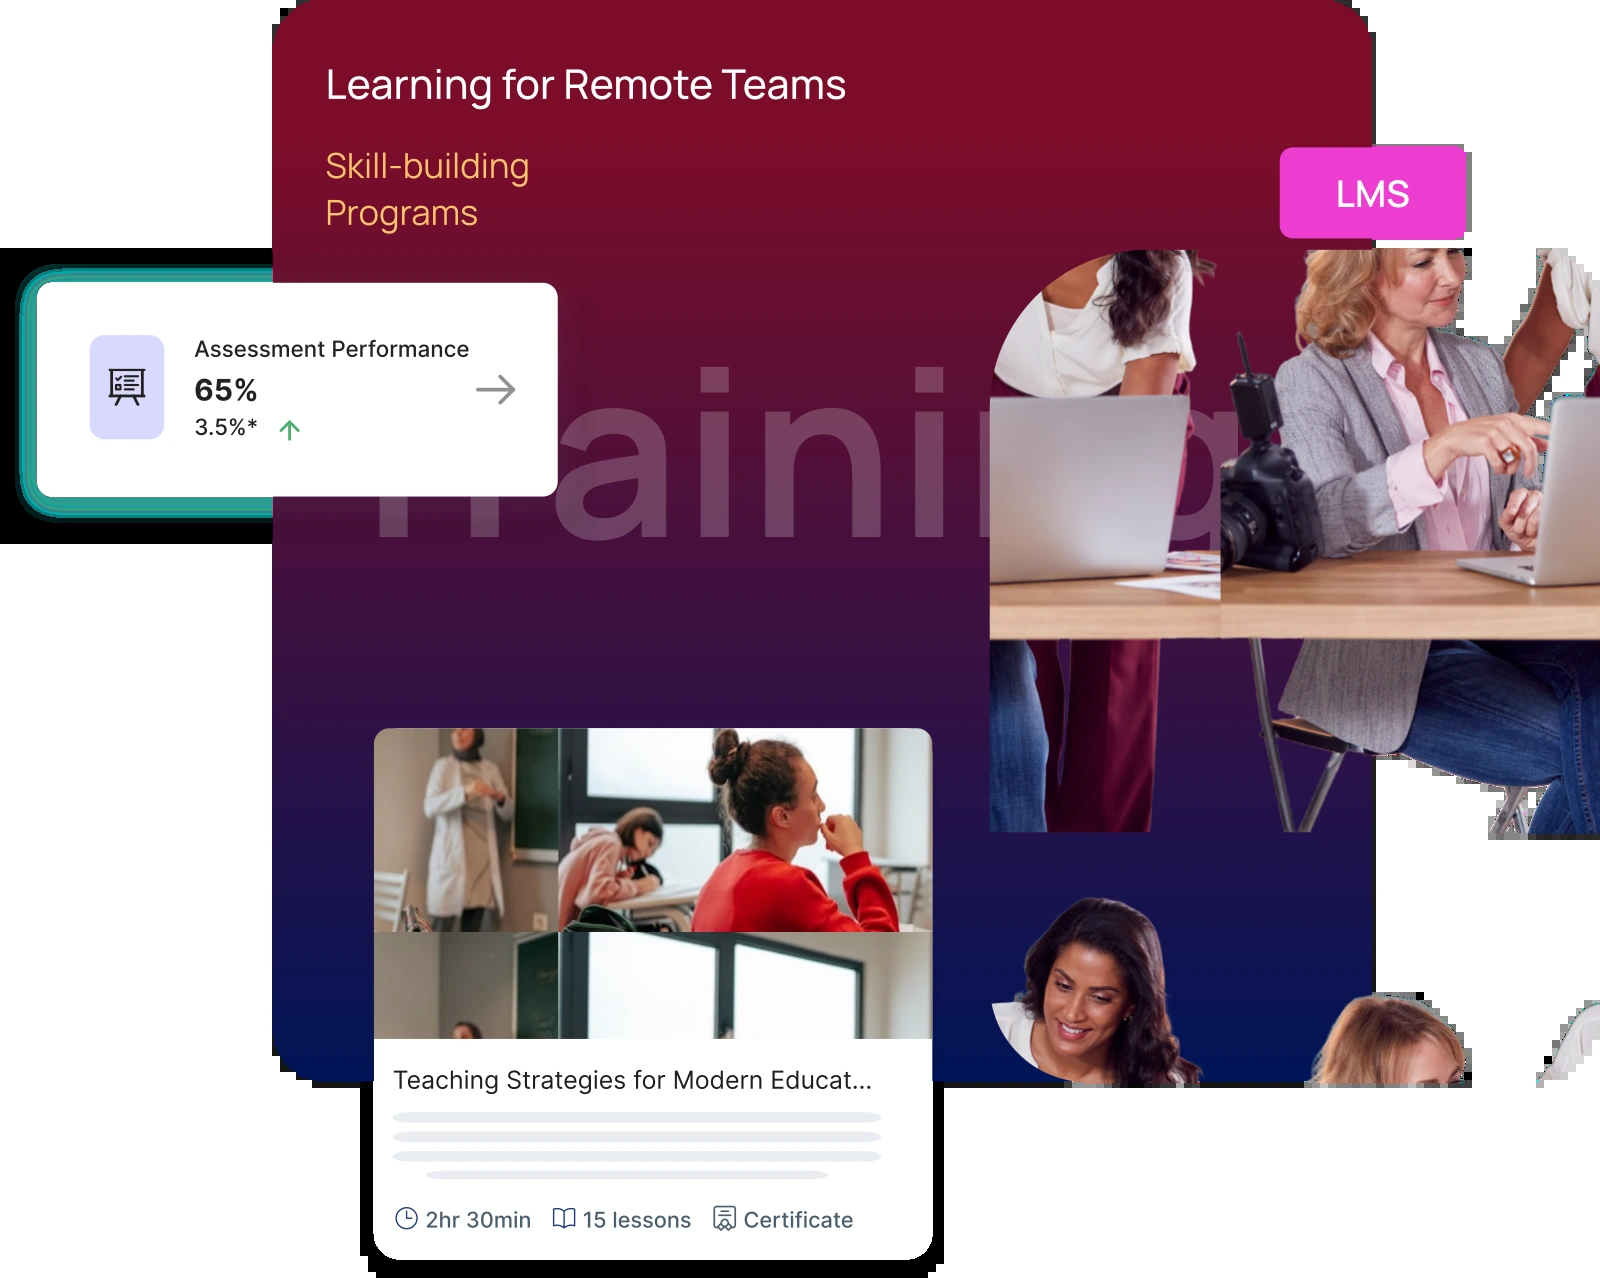 Learning for Remote Teams
Skill-building
Programs
LMS
Assessment Performance
65%
3.5%*
Training
Teaching Strategies for Modern Educat...
2hr 30min
15 lessons
Certificate